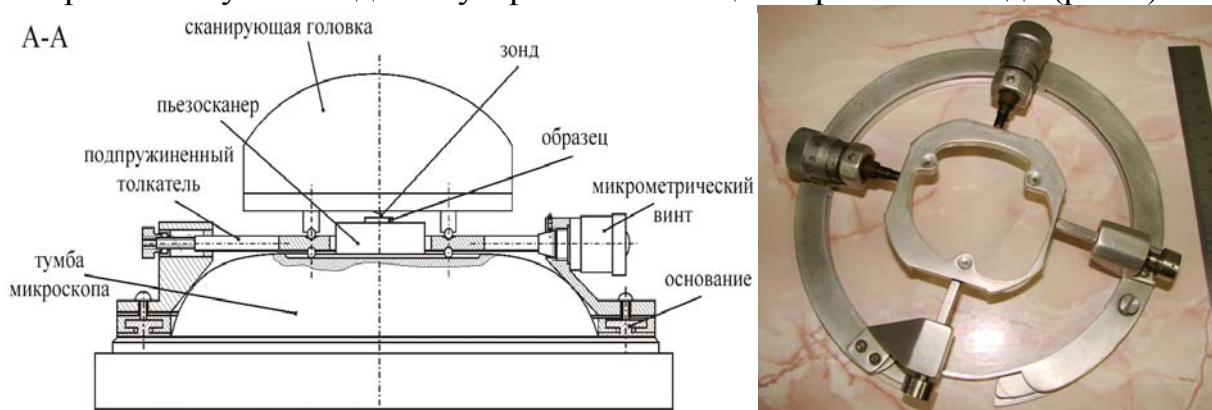 А-А
сканирующая головка
зонд
пьезосканер
образец
подпружиненный
толкатель
микрометрический
винт
тумба
микроскопа
основание